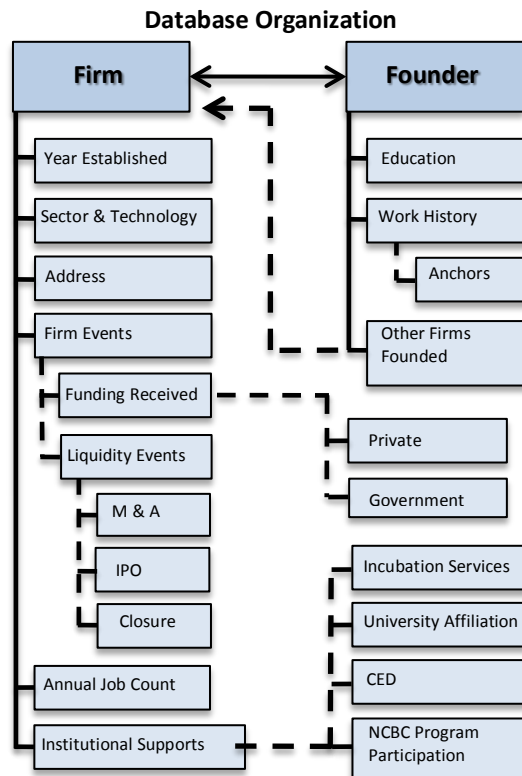 Database Organization
Firm
Founder
Year Established
Sector & Technology
Address
Firm Events
Funding Received
Liquidity Events
M & A
IPO
Closure
Annual Job Count
Institutional Supports
Education
Work History
Anchors
Other Firms
Founded
Private
Government
Incubation Services
University Affiliation
CED
NCBC Program
Participation